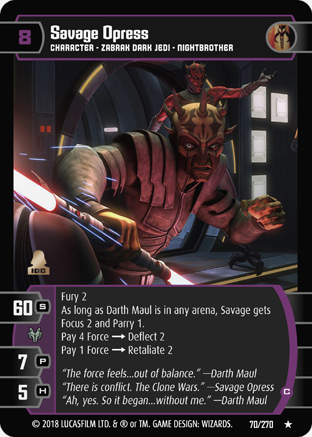 8 Savage Opress
CHARACTER · ZABRAK DARK JEDI · NIGHTBROTHER
IDC
60 S
7 P
5 H
Fury 2
As long as Darth Maul is in any arena, Savage gets
Focus 2 and Parry 1.
Pay 4 Force → Deflect 2
Pay 1 Force → Retaliate 2
"The force feels...out of balance." —Darth Maul
"There is conflict. The Clone Wars." —Savage Opress
"Ah, yes. So it began...without me." —Darth Maul
C
© 2018 LUCASFILM LTD. & ® or TM. GAME DESIGN: WIZARDS. 70/270 ★